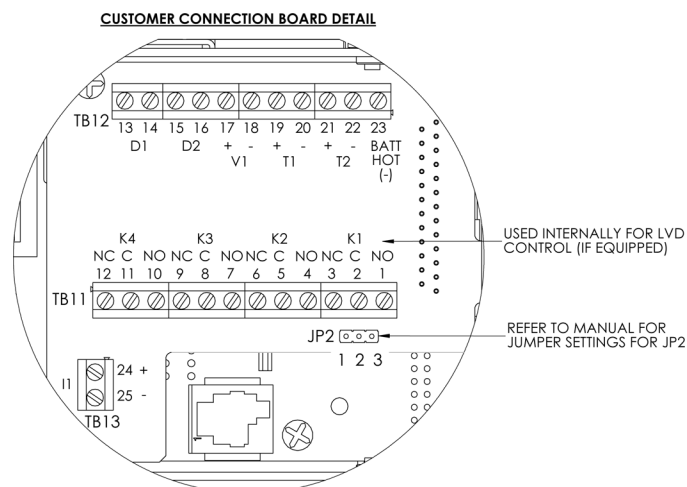 CUSTOMER CONNECTION BOARD DETAIL
TB12
13 14 15 16 17 18 19 20 21 22 23
D1 D2 + - + - + - BATT
V1 T1 T2 HOT
(-)
K4 K3 K2 K1
NC C NO NC C NO NC C NO NC C NO
12 11 10 9 8 7 6 5 4 3 2 1
TB11
USED INTERNALLY FOR LVD
CONTROL (IF EQUIPPED)
JP2
1 2 3
REFER TO MANUAL FOR
JUMPER SETTINGS FOR JP2
I1
24 +
25 -
TB13
1